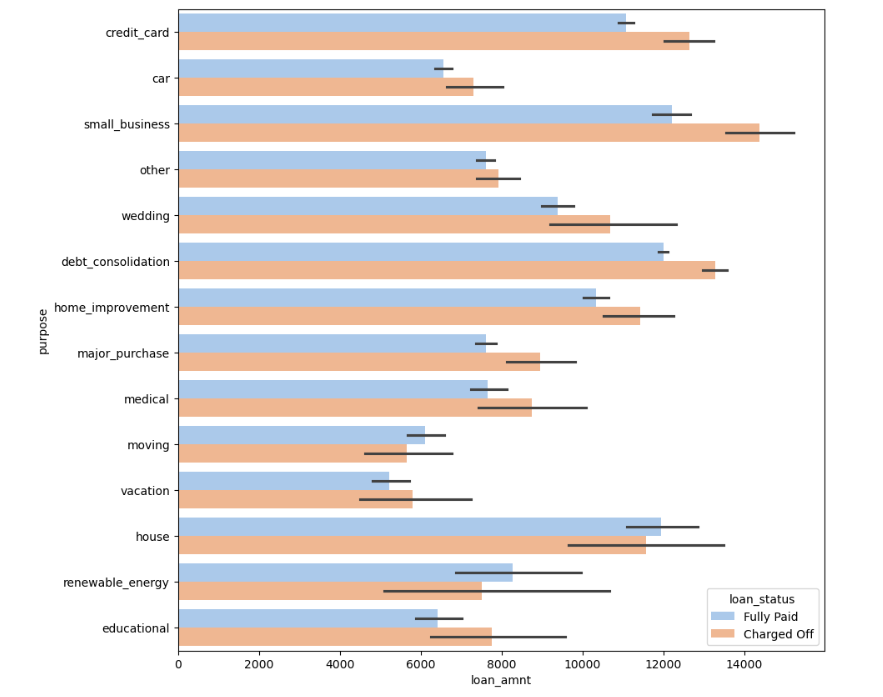 credit_card
car
small_business
other
wedding
debt_consolidation
home_improvement
major_purchase
medical
moving
vacation
house
renewable_energy
educational
purpose
loan_status
Fully Paid
Charged Off
0 2000 4000 6000 8000 10000 12000 14000
loan_amnt